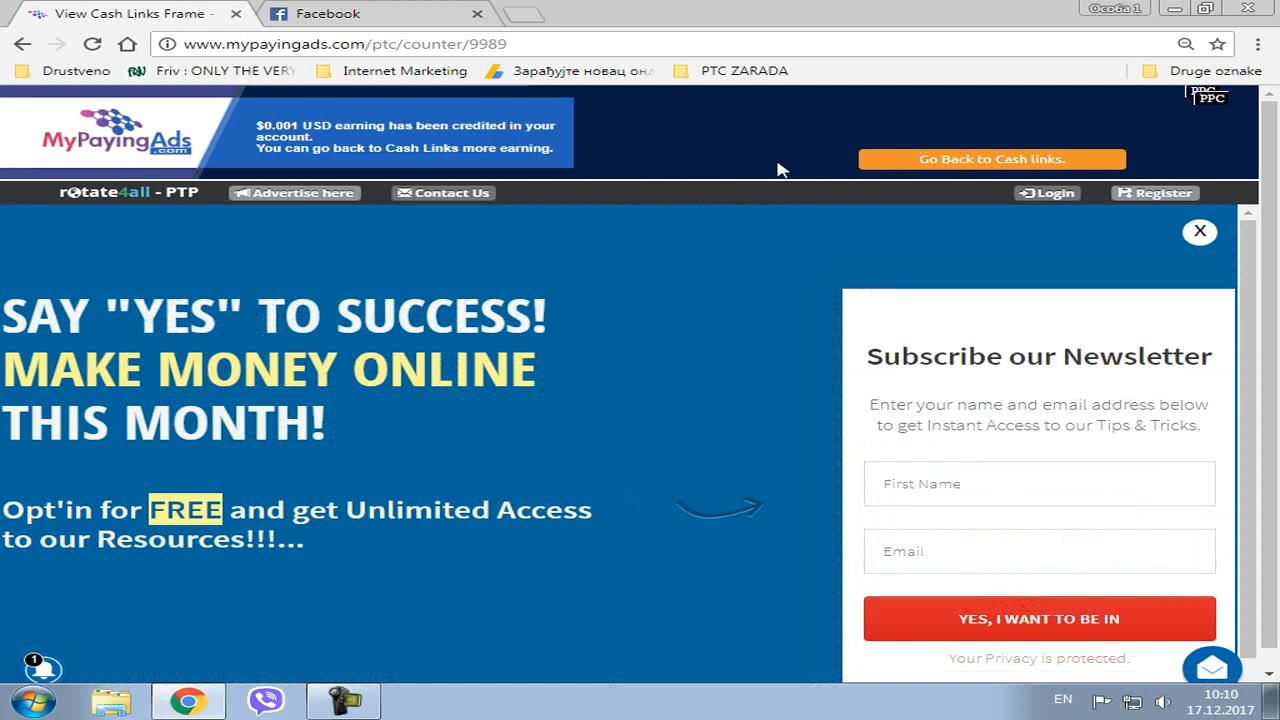 View Cash Links Frame -
Facebook
Особа 1
www.mypayingads.com/ptc/counter/9989
Drustveno
Friv : ONLY THE VERY
Internet Marketing
Зарађујте новац онл
PTC ZARADA
Druge oznake
MyPayingAds
.com
$0.001 USD earning has been credited in your
account.
You can go back to Cash Links more earning.
PPC
PPC
Go Back to Cash links.
rotate4all - PTP
Advertise here
Contact Us
Login
Register
X
SAY "YES" TO SUCCESS!
MAKE MONEY ONLINE
THIS MONTH!
Opt'in for FREE and get Unlimited Access
to our Resources!!!...
Subscribe our Newsletter
Enter your name and email address below
to get Instant Access to our Tips & Tricks.
First Name
Email
YES, I WANT TO BE IN
Your Privacy is protected.
1
EN
10:10
17.12.2017